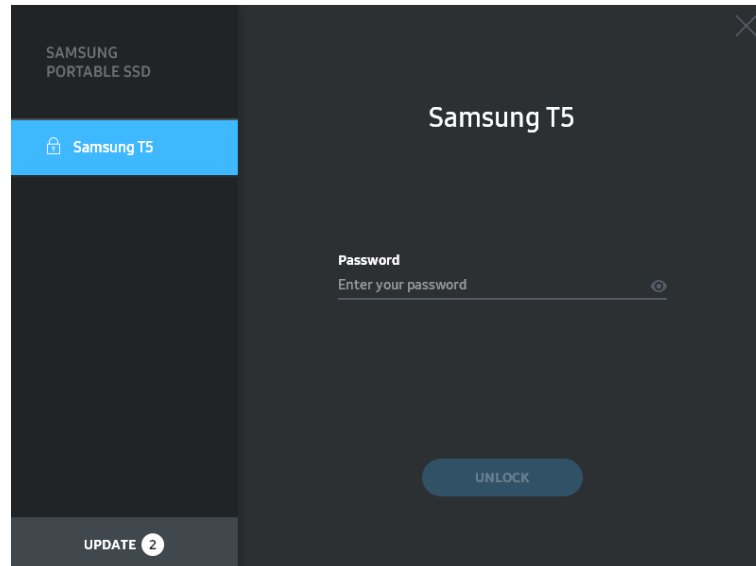 SAMSUNG
PORTABLE SSD
Samsung T5
Samsung T5
Password
Enter your password
UNLOCK
UPDATE 2